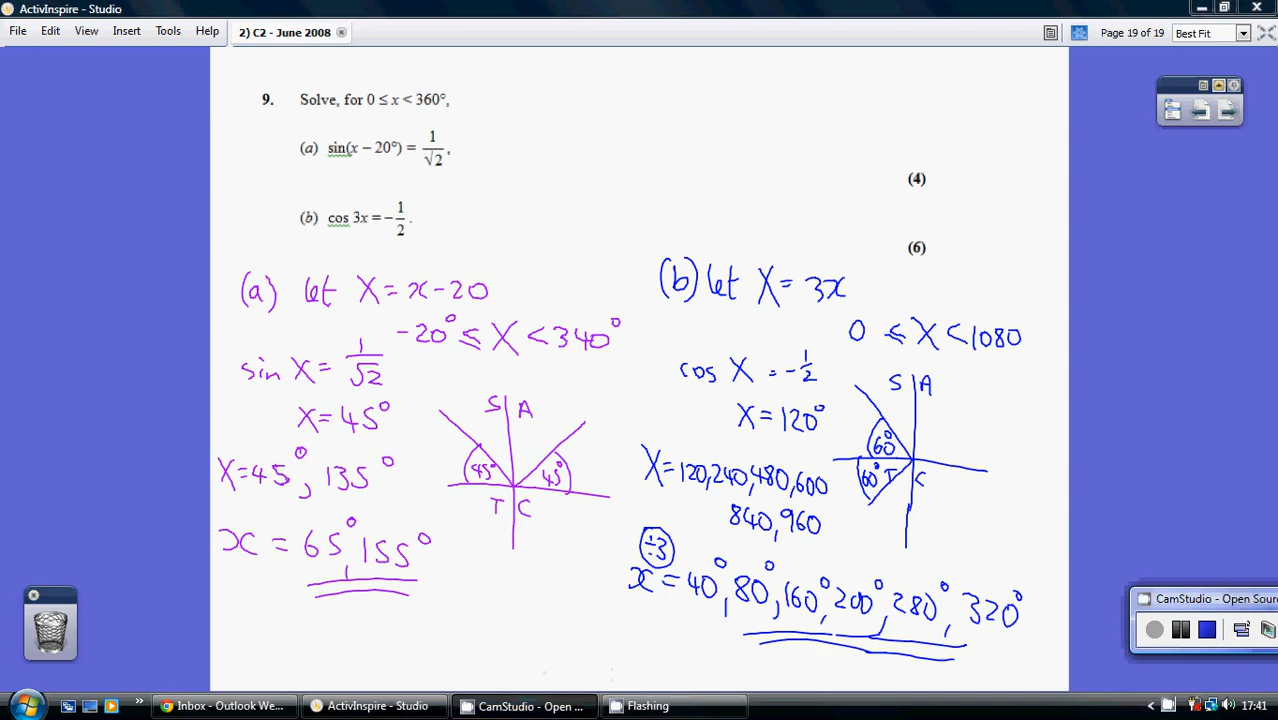 ActivInspire - Studio
File Edit View Insert Tools Help
2) C2 - June 2008
Page 19 of 19
Best Fit
9. Solve, for 0 ≤ x < 360°,
(a) sin(x − 20°) = 1/√2,
(4)
(b) cos 3x = −1/2.
(6)
(a) let X = x-20
-20° ≤ X < 340°
sin X = 1/√2
X = 45°
S A
45° 45°
T C
X = 45°, 135°
x = 65°, 155°
(b) let X = 3x
0 ≤ X < 1080
cos X = -1/2
X = 120°
S A
60°
60° T C
X = 120, 240, 480, 600
840, 960
÷3
x = 40°, 80°, 160°, 200°, 280°, 320°
CamStudio - Open Sourc
Inbox - Outlook We...
ActivInspire - Studio
CamStudio - Open ...
Flashing
17:41